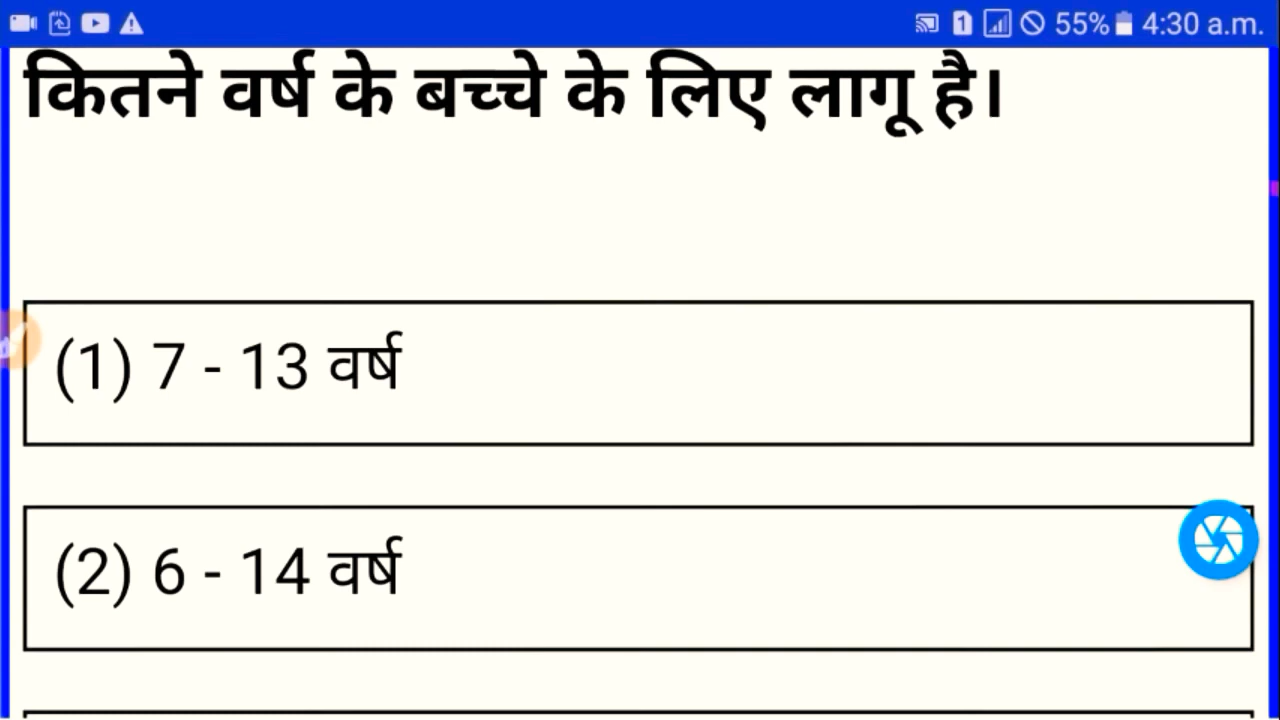 55% 4:30 a.m.
कितने वर्ष के बच्चे के लिए लागू है।
(1) 7 - 13 वर्ष
(2) 6 - 14 वर्ष